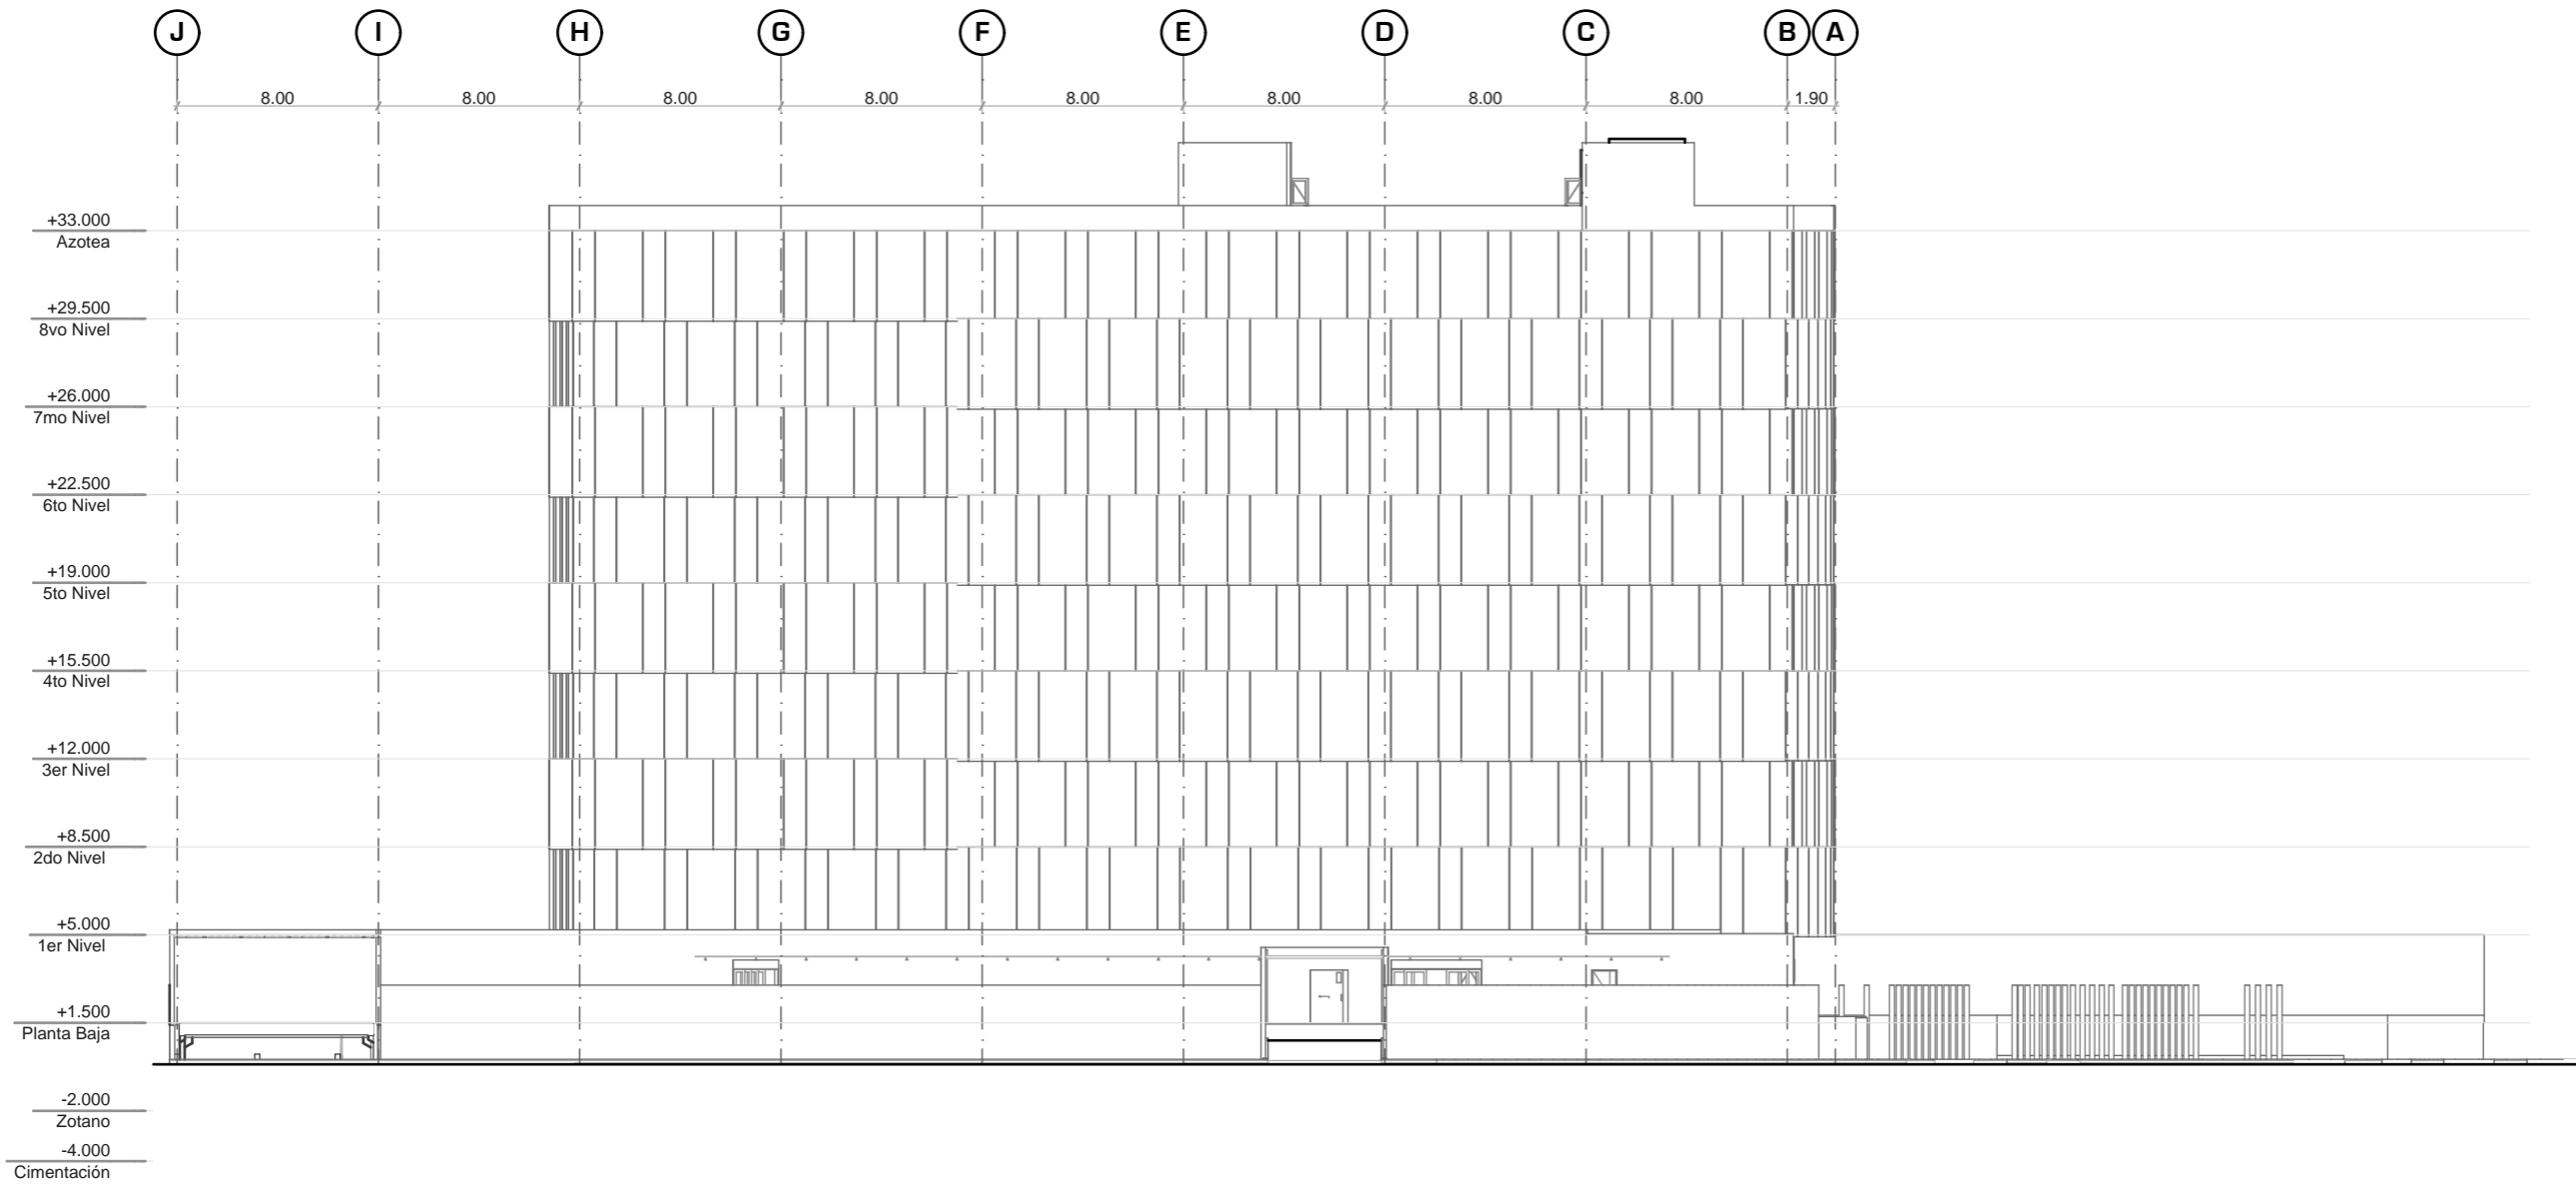 J I H G F E D C B A
8.00 8.00 8.00 8.00 8.00 8.00 8.00 8.00 1.90
+33.000
Azotea
+29.500
8vo Nivel
+26.000
7mo Nivel
+22.500
6to Nivel
+19.000
5to Nivel
+15.500
4to Nivel
+12.000
3er Nivel
+8.500
2do Nivel
+5.000
1er Nivel
+1.500
Planta Baja
-2.000
Zotano
-4.000
Cimentación